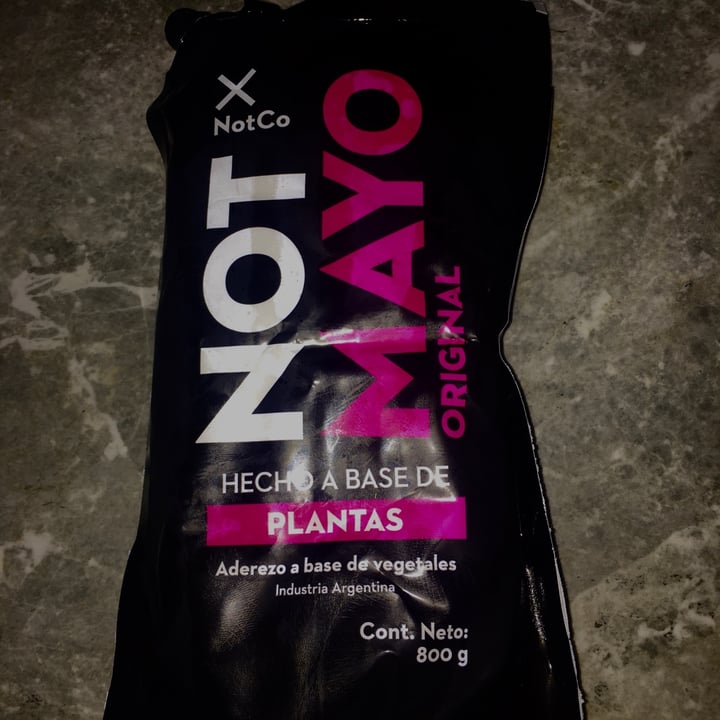 NotCo
NOT
MAYO
ORIGINAL
HECHO A BASE DE
PLANTAS
Aderezo a base de vegetales
Industria Argentina
Cont. Neto:
800 g